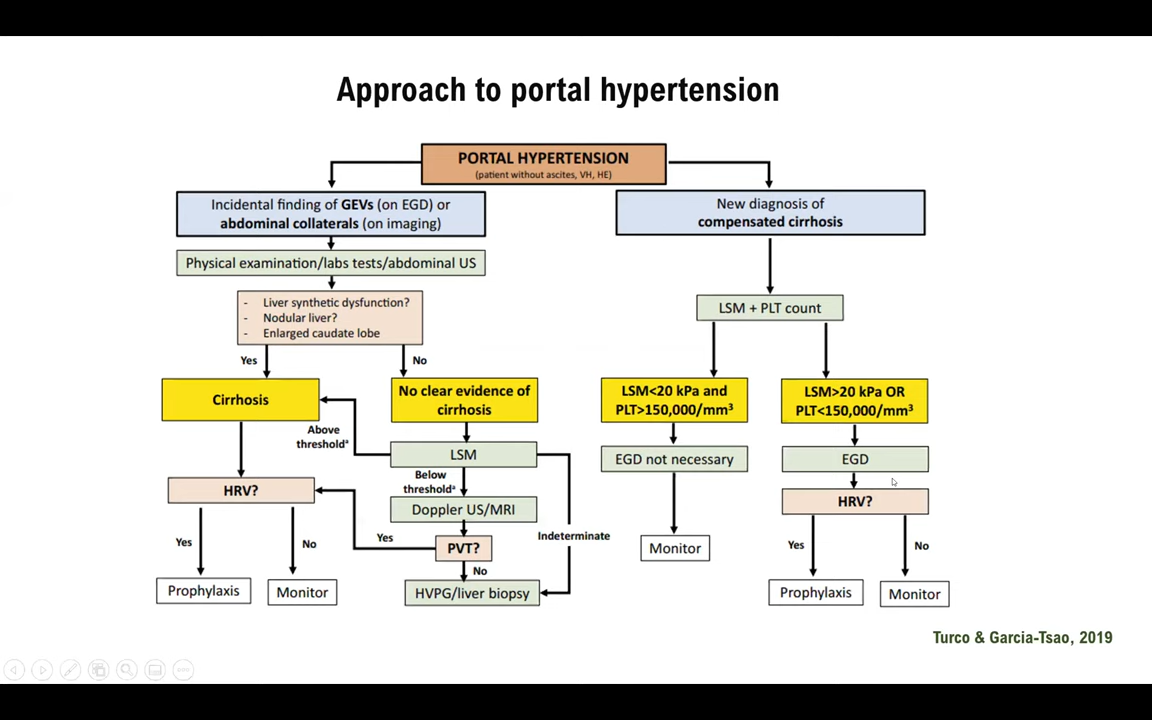 Approach to portal hypertension
PORTAL HYPERTENSION
(patient without ascites, VH, HE)
Incidental finding of GEVs (on EGD) or
abdominal collaterals (on imaging)
Physical examination/labs tests/abdominal US
- Liver synthetic dysfunction?
- Nodular liver?
- Enlarged caudate lobe
Yes
No
Cirrhosis
No clear evidence of
cirrhosis
Above
thresholdᵃ
LSM
Below
thresholdᵃ
HRV?
Doppler US/MRI
Yes
No
Yes
PVT?
Indeterminate
No
Prophylaxis
Monitor
HVPG/liver biopsy
New diagnosis of
compensated cirrhosis
LSM + PLT count
LSM<20 kPa and
PLT>150,000/mm³
LSM>20 kPa OR
PLT<150,000/mm³
EGD not necessary
EGD
HRV?
Monitor
Yes
No
Prophylaxis
Monitor
Turco & Garcia-Tsao, 2019